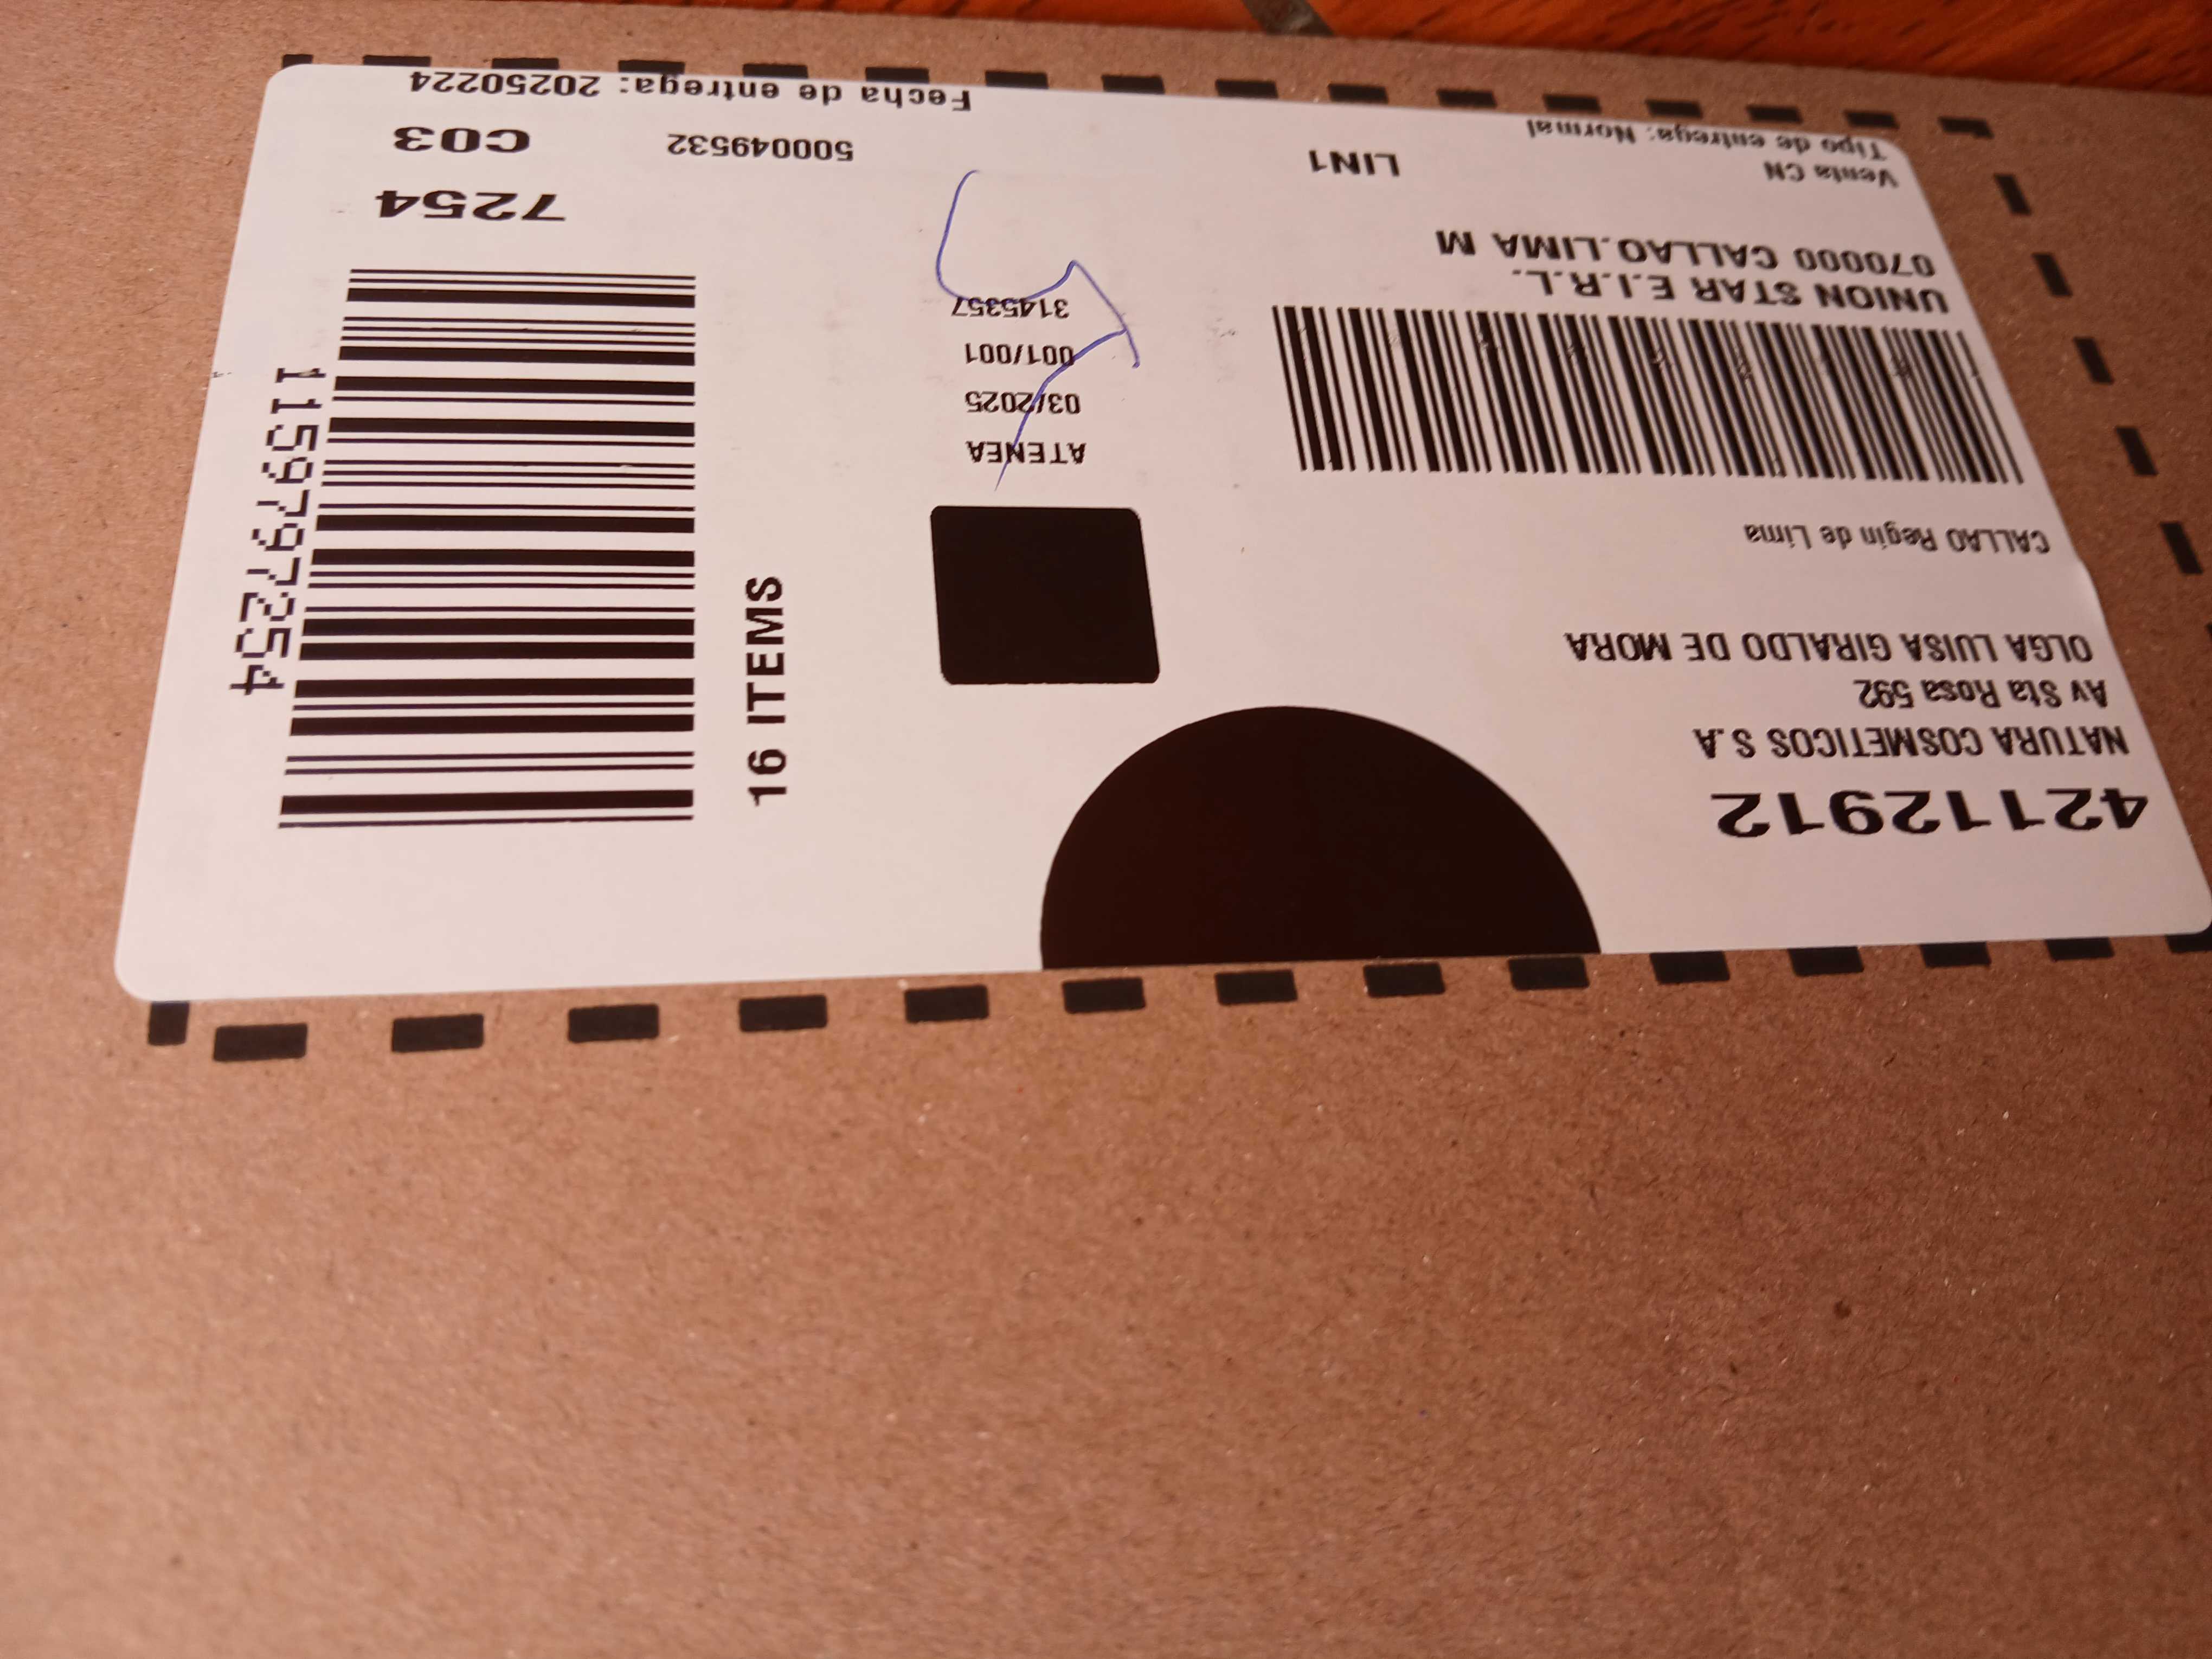 42112912
NATURA COSMETICOS S.A
Av Sta Rosa 592
OLGA LUISA GIRALDO DE MORA
CALLAO Regin de Lima
UNION STAR E.I.R.L.
070000 CALLAO.LIMA M
Venta CN
Tipo de entrega: Normal
LIN1
ATENEA
03/2025
001/001
3145357
16 ITEMS
1159797254
7254
500049532
C03
Fecha de entrega: 20250224